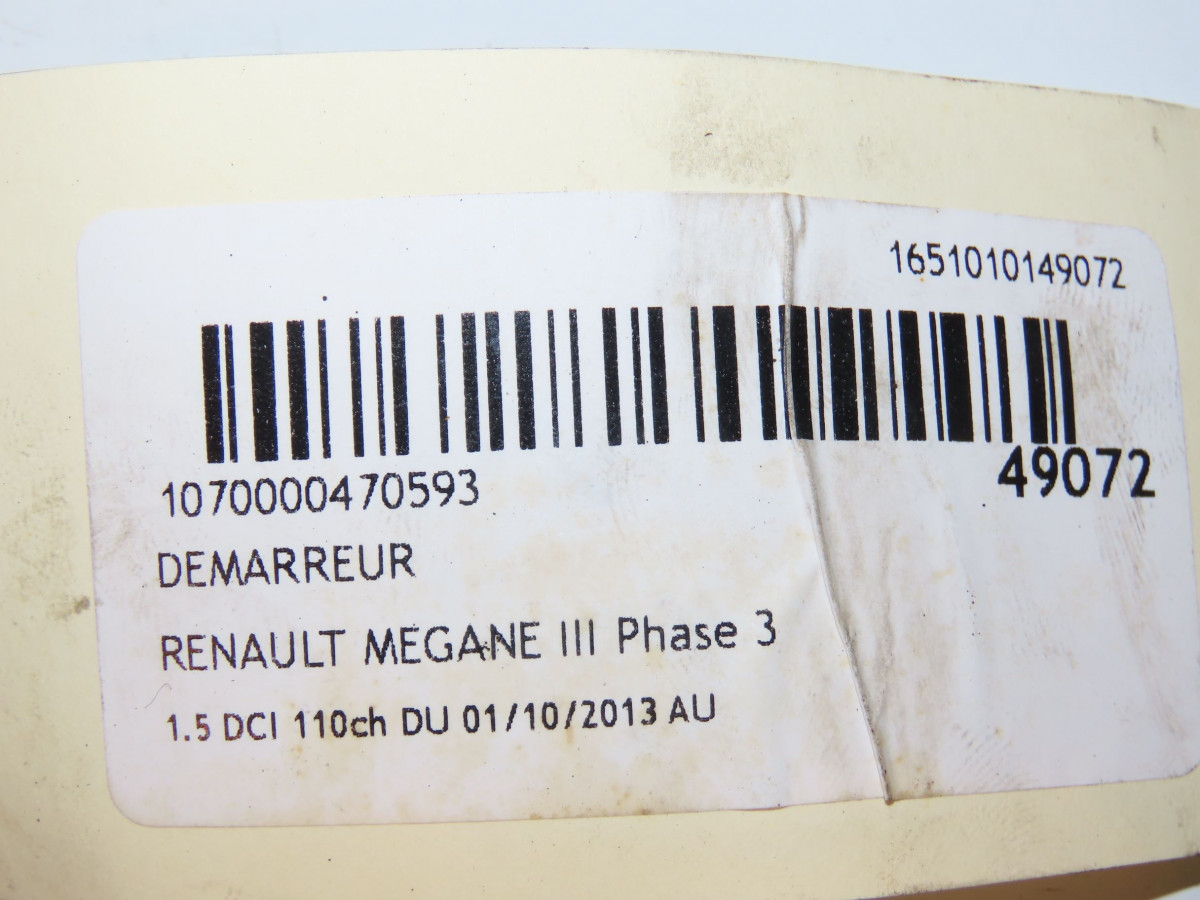 1651010149072
1070000470593
49072
DEMARREUR
RENAULT MEGANE III Phase 3
1.5 DCI 110ch DU 01/10/2013 AU